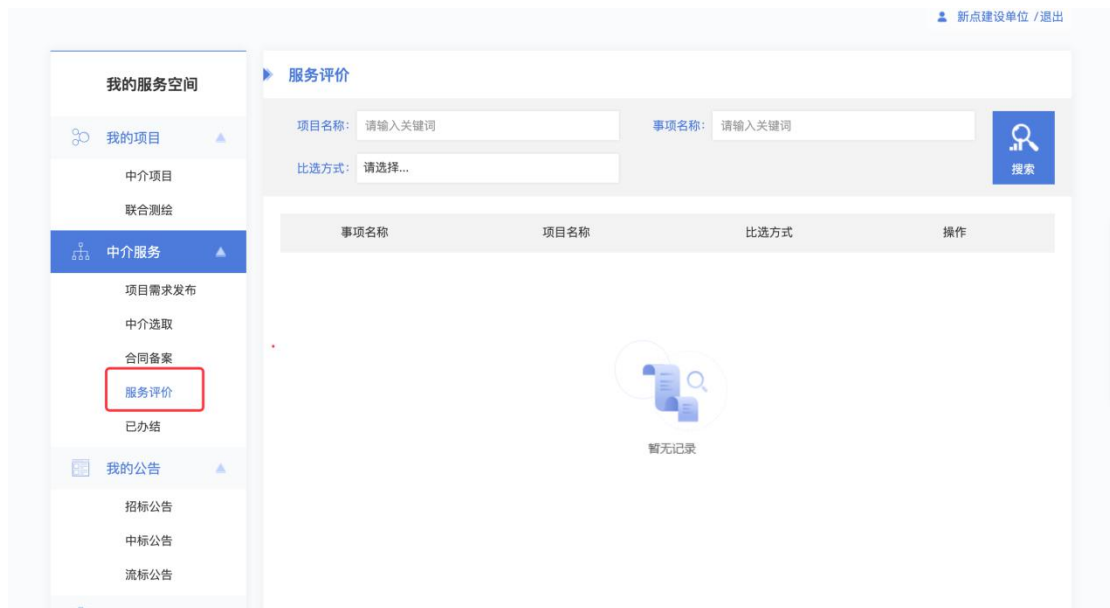 新点建设单位 /退出
我的服务空间
服务评价
我的项目
项目名称: 请输入关键词
事项名称: 请输入关键词
搜索
中介项目
比选方式: 请选择...
联合测绘
事项名称 项目名称 比选方式 操作
中介服务
项目需求发布
中介选取
合同备案
服务评价
已办结
暂无记录
我的公告
招标公告
中标公告
流标公告